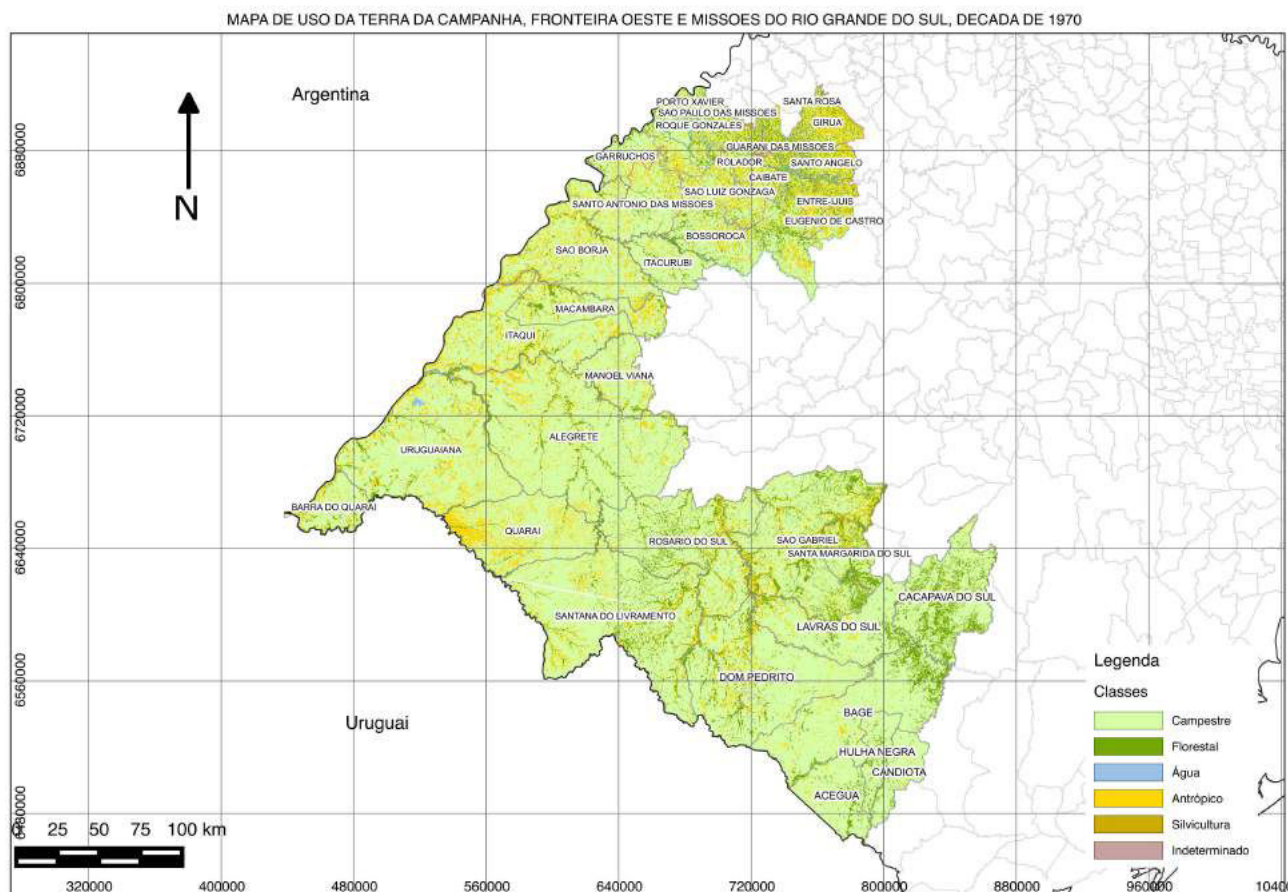 MAPA DE USO DA TERRA DA CAMPANHA, FRONTEIRA OESTE E MISSOES DO RIO GRANDE DO SUL, DECADA DE 1970
Argentina
N
PORTO XAVIER
SANTA ROSA
SAO PAULO DAS MISSOES
ROQUE GONZALES
GIRUA
GUARANI DAS MISSOES
GARRUCHOS
ROLADOR
SANTO ANGELO
CAIBATE
SAO LUIZ GONZAGA
SANTO ANTONIO DAS MISSOES
ENTRE-IJUIS
EUGENIO DE CASTRO
BOSSOROCA
SAO BORJA
ITACURUBI
MACAMBARA
ITAQUI
MANOEL VIANA
ALEGRETE
URUGUAIANA
BARRA DO QUARAI
QUARAI
ROSARIO DO SUL
SAO GABRIEL
SANTA MARGARIDA DO SUL
CACAPAVA DO SUL
SANTANA DO LIVRAMENTO
LAVRAS DO SUL
DOM PEDRITO
BAGE
HULHA NEGRA
CANDIOTA
ACEGUA
Uruguai
Legenda
Classes
Campestre
Florestal
Água
Antrópico
Silvicultura
Indeterminado
6880000
6800000
6720000
6640000
6560000
6480000
0 25 50 75 100 km
320000 400000 480000 560000 640000 720000 800000 880000 960000 1040